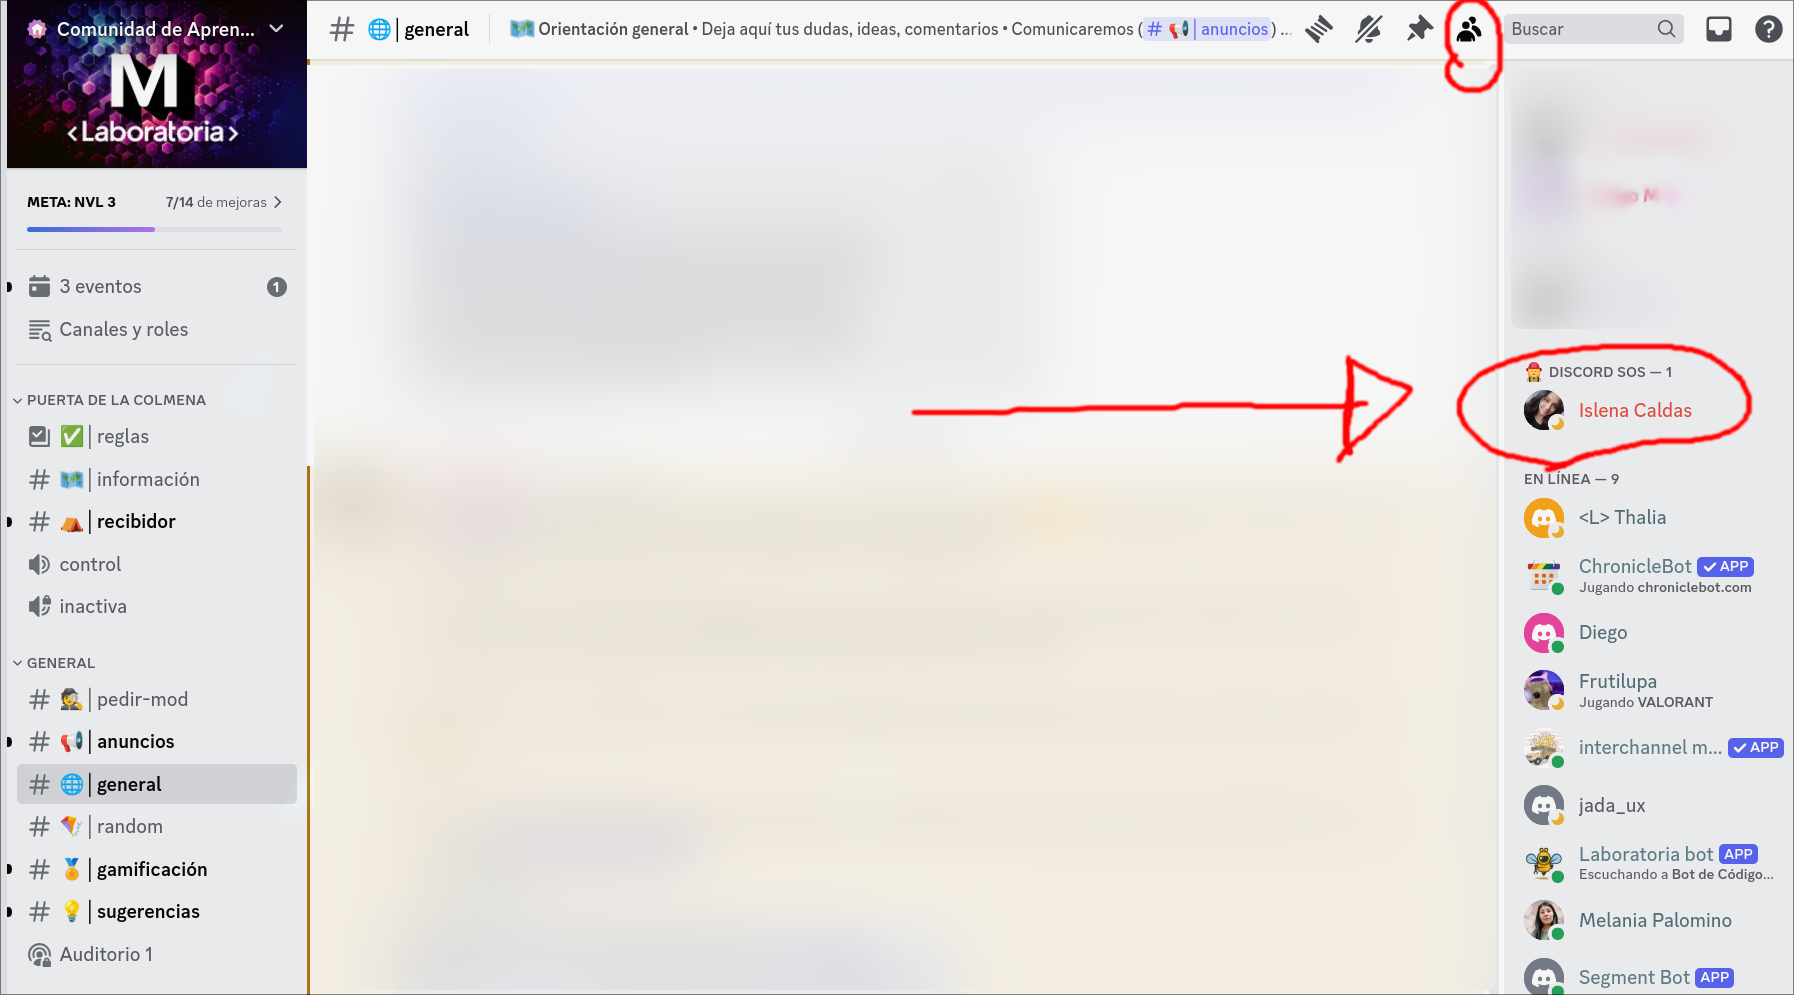 Comunidad de Apren...
M
<Laboratoria>
META: NVL 3 7/14 de mejoras
3 eventos 1
Canales y roles
PUERTA DE LA COLMENA
✅│reglas
# 🗺️│información
# ⛺│recibidor
control
inactiva
GENERAL
# 🕵️│pedir-mod
# 📢│anuncios
# 🌐│general
# 🪁│random
# 🏅│gamificación
# 💡│sugerencias
Auditorio 1
# 🌐│general
🗺️ Orientación general • Deja aquí tus dudas, ideas, comentarios • Comunicaremos (# 📢│anuncios) ...
Buscar
DISCORD SOS — 1
Islena Caldas
EN LÍNEA — 9
<L> Thalia
ChronicleBot ✓ APP
Jugando chroniclebot.com
Diego
Frutilupa
Jugando VALORANT
interchannel m... ✓ APP
jada_ux
Laboratoria bot APP
Escuchando a Bot de Código...
Melania Palomino
Segment Bot APP